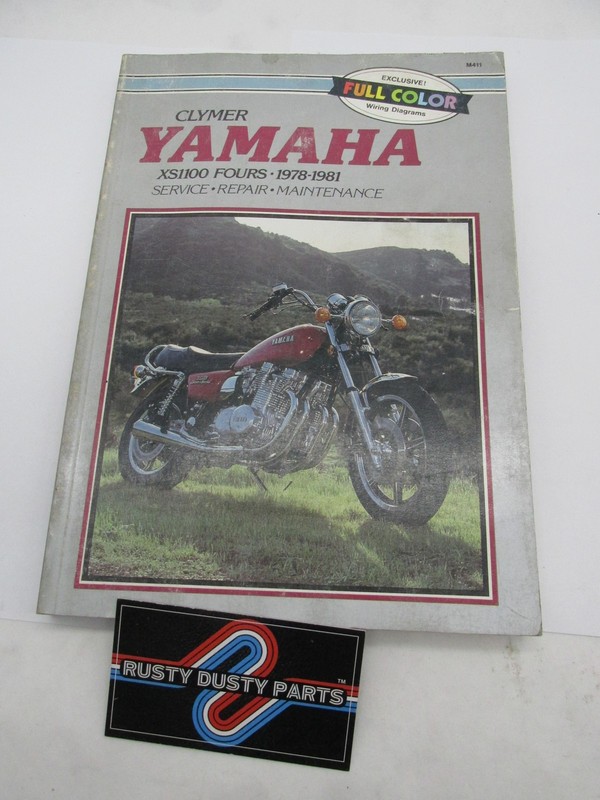 M411
EXCLUSIVE!
FULL COLOR
Wiring Diagrams
CLYMER
YAMAHA
XS1100 FOURS • 1978-1981
SERVICE • REPAIR • MAINTENANCE
YAMAHA
RUSTY DUSTY PARTS ™